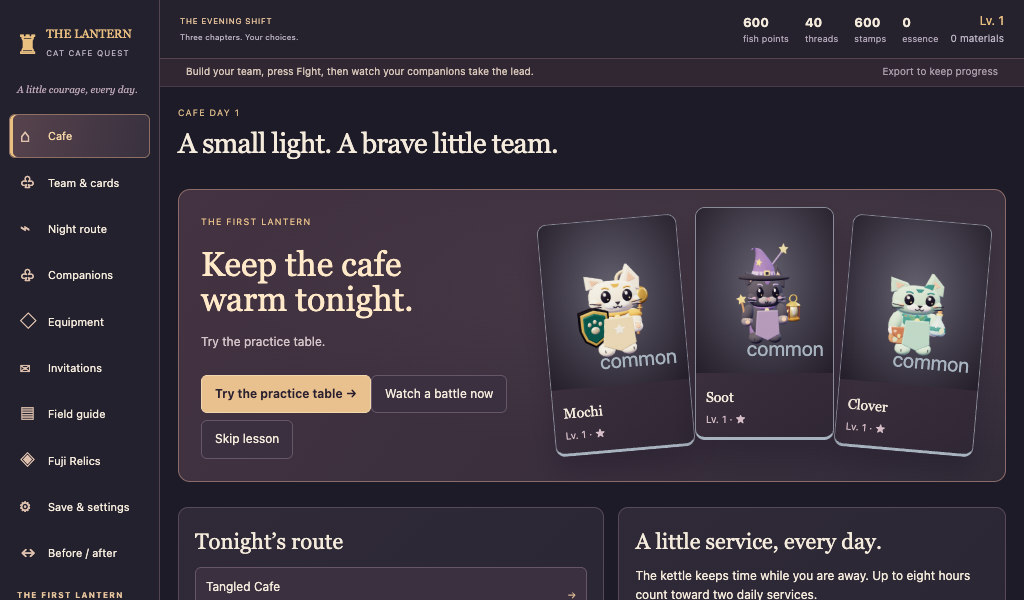 THE LANTERN
CAT CAFE QUEST
A little courage, every day.
Cafe
Team & cards
Night route
Companions
Equipment
Invitations
Field guide
Fuji Relics
Save & settings
Before / after
THE FIRST LANTERN
THE EVENING SHIFT
Three chapters. Your choices.
600
fish points
40
threads
600
stamps
0
essence
Lv. 1
0 materials
Build your team, press Fight, then watch your companions take the lead.
Export to keep progress
CAFE DAY 1
A small light. A brave little team.
THE FIRST LANTERN
Keep the cafe
warm tonight.
Try the practice table.
Try the practice table →
Watch a battle now
Skip lesson
common
Mochi
Lv. 1 · ★
common
Soot
Lv. 1 · ★
common
Clover
Lv. 1 · ★
Tonight’s route
Tangled Cafe
→
A little service, every day.
The kettle keeps time while you are away. Up to eight hours
count toward two daily services.